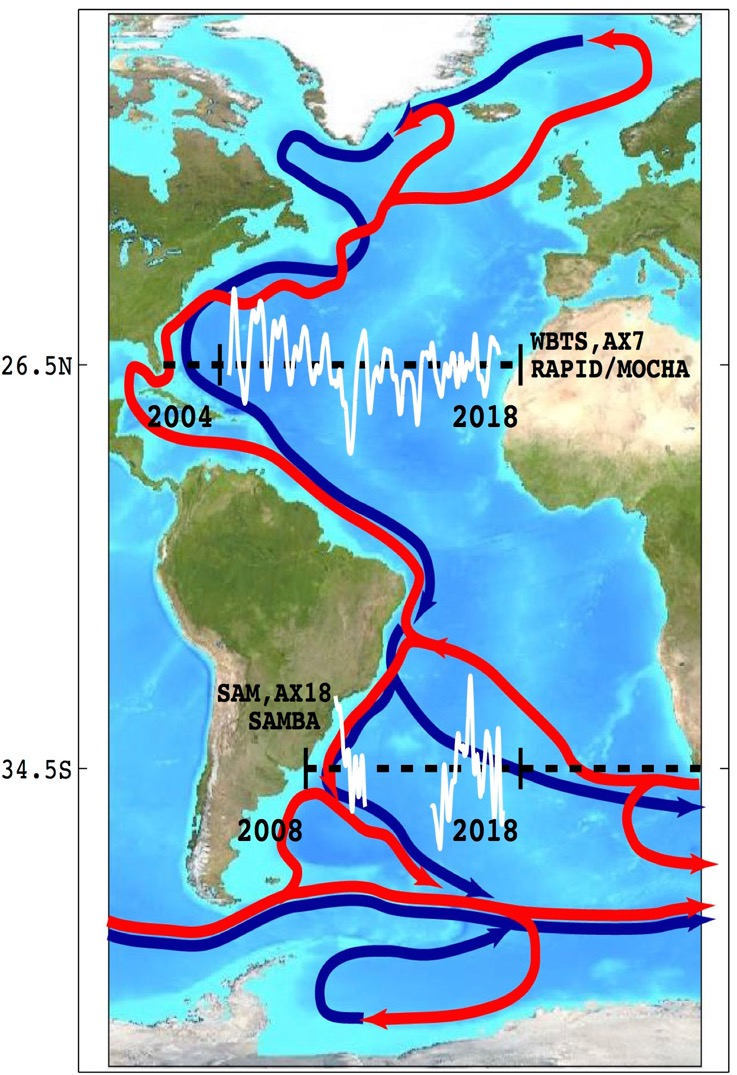 WBTS,AX7
26.5N
RAPID/MOCHA
2004
2018
SAM,AX18
SAMBA
34.5S
2008
2018